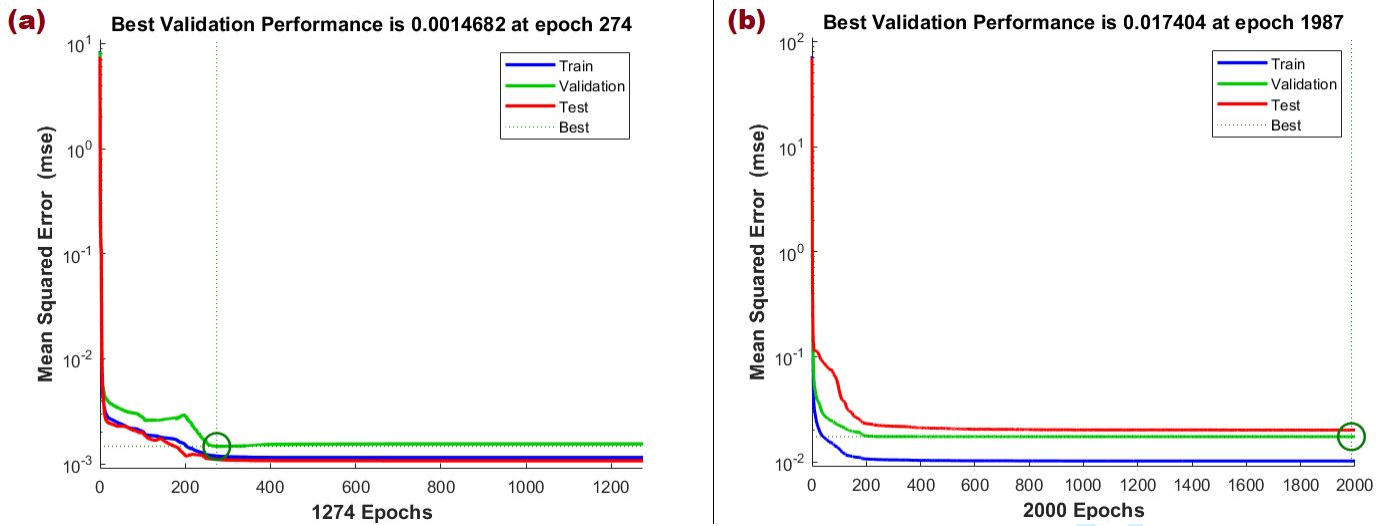 (a)
Best Validation Performance is 0.0014682 at epoch 274
Mean Squared Error (mse)
10^1
10^0
10^-1
10^-2
10^-3
Train
Validation
Test
Best
0 200 400 600 800 1000 1200
1274 Epochs
(b)
Best Validation Performance is 0.017404 at epoch 1987
Mean Squared Error (mse)
10^2
10^1
10^0
10^-1
10^-2
Train
Validation
Test
Best
0 200 400 600 800 1000 1200 1400 1600 1800 2000
2000 Epochs